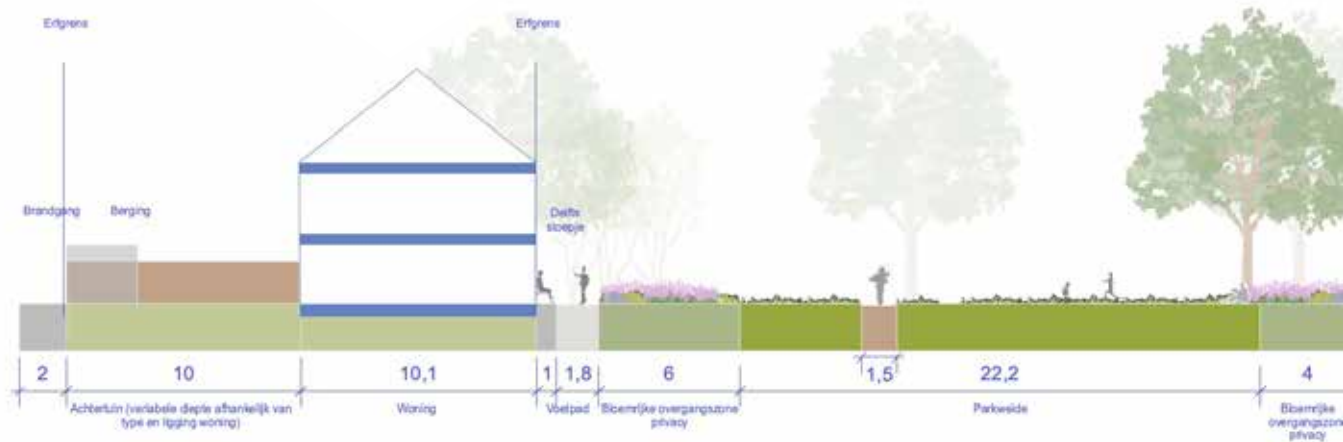 Erfgrens
Erfgrens
Brandgang
Berging
Delfts
stoepje
2
10
10,1
1
1,8
6
1,5
22,2
4
Achtertuin (variabele diepte afhankelijk van
type en ligging woning)
Woning
Voetpad
Bloemrijke overgangszone
privacy
Parkweide
Bloemrijke
overgangszone
privacy